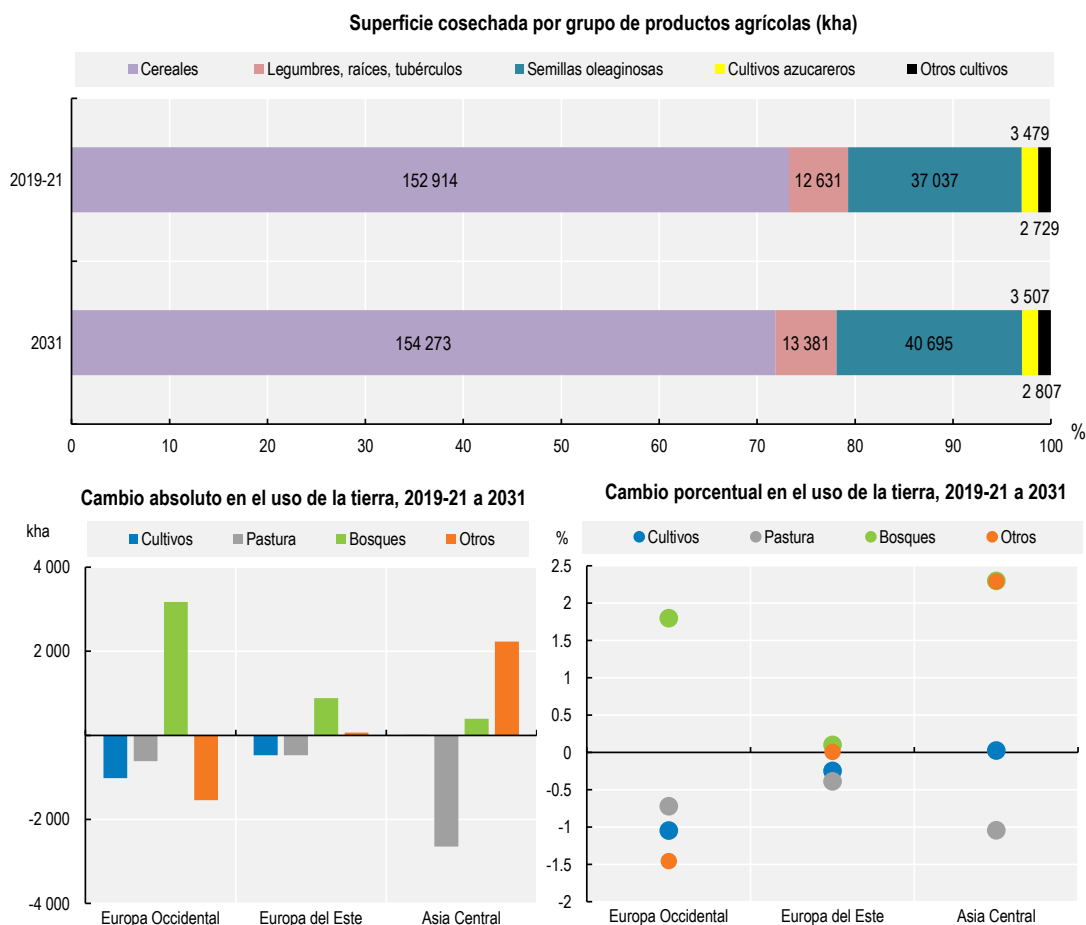 Superficie cosechada por grupo de productos agrícolas (kha)
Cereales Legumbres, raíces, tubérculos Semillas oleaginosas Cultivos azucareros Otros cultivos
3 479
2019-21 152 914 12 631 37 037
2 729
3 507
2031 154 273 13 381 40 695
2 807
0 10 20 30 40 50 60 70 80 90 100 %
Cambio absoluto en el uso de la tierra, 2019-21 a 2031
kha
Cultivos Pastura Bosques Otros
4 000
2 000
-2 000
-4 000
Europa Occidental Europa del Este Asia Central
Cambio porcentual en el uso de la tierra, 2019-21 a 2031
%
Cultivos Pastura Bosques Otros
2.5
2
1.5
1
0.5
0
-0.5
-1
-1.5
-2
Europa Occidental Europa del Este Asia Central